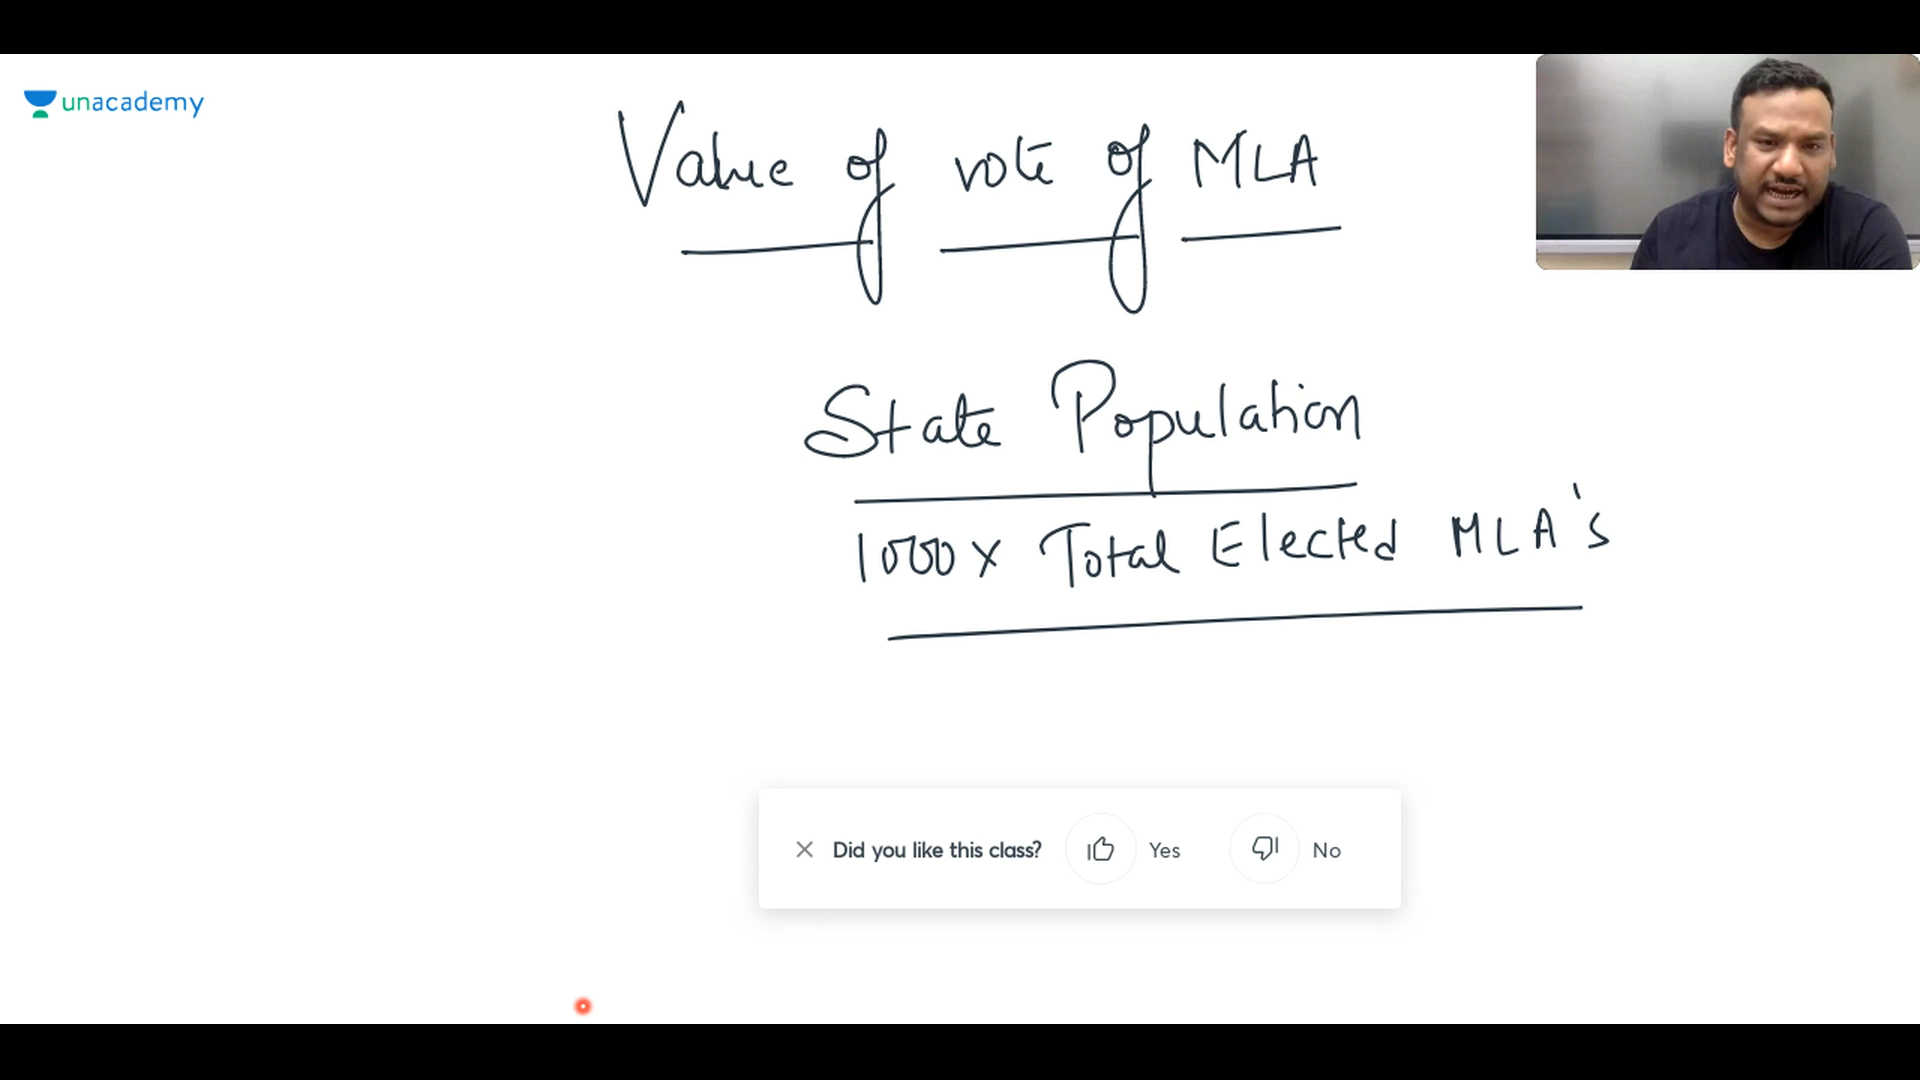 unacademy
Value of vote of MLA
State Population
1000 x Total Elected MLA's
Did you like this class? Yes No